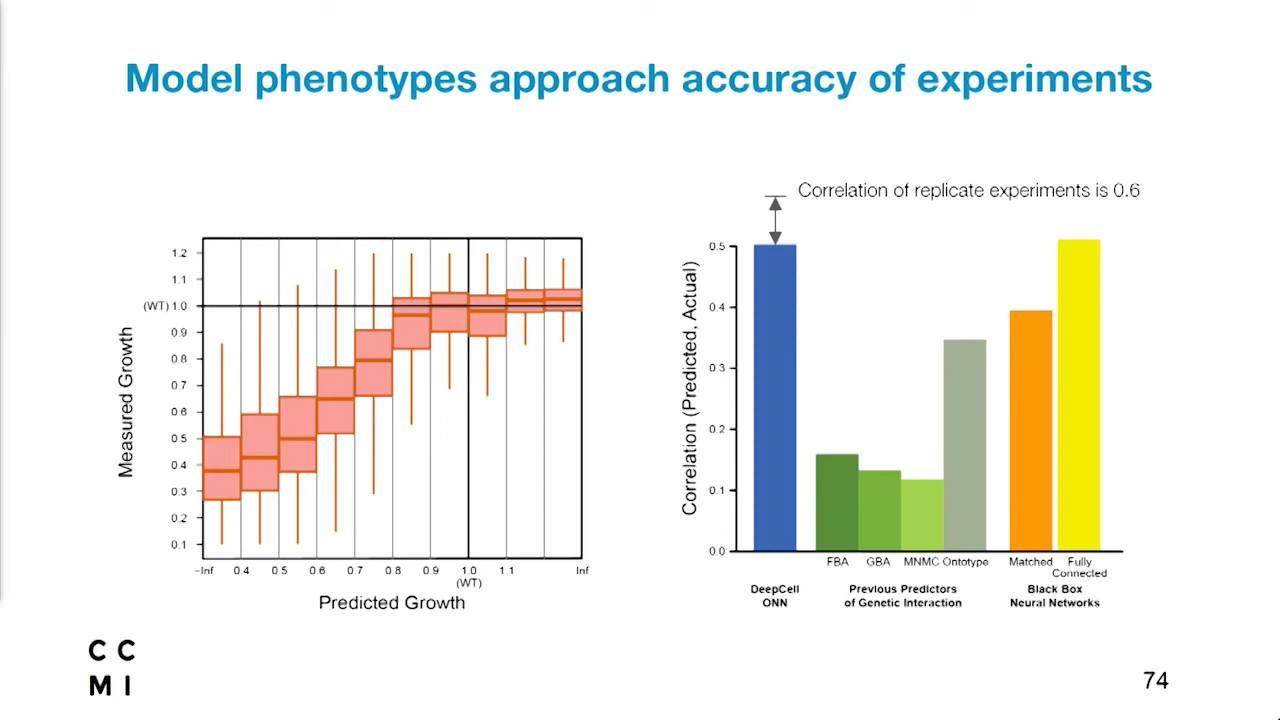 Model phenotypes approach accuracy of experiments
Measured Growth
1.2
1.1
(WT) 1.0
0.9
0.8
0.7
0.6
0.5
0.4
0.3
0.2
0.1
-Inf 0.4 0.5 0.6 0.7 0.8 0.9 1.0 1.1 Inf
(WT)
Predicted Growth
Correlation of replicate experiments is 0.6
Correlation (Predicted, Actual)
0.5
0.4
0.3
0.2
0.1
0.0
FBA GBA MNMC Ontotype Matched Fully
Connected
DeepCell Previous Predictors Black Box
ONN of Genetic Interaction Neural Networks
C C
M I
74